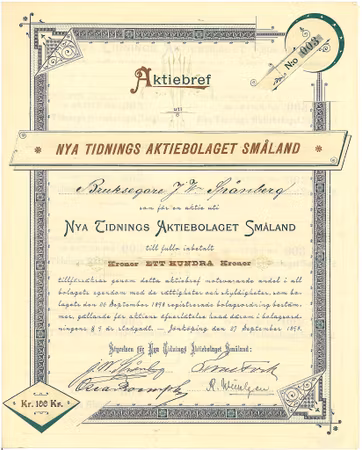 No 003
Aktiebref
uti
NYA TIDNINGS AKTIEBOLAGET SMÅLAND
Bruksegare J. W. Spånberg
som för en aktie uti
NYA TIDNINGS AKTIEBOLAGET SMÅLAND
till fullo inbetalt
Kronor ETT HUNDRA Kronor
tillförsäkras genom detta aktiebref motsvarande andel i all
bolagets egendom med de rättigheter och skyldigheter, som bo-
lagets den 20 September 1898 registrerade bolagsordning bestäm-
mer, gällande för aktiens öfverlåtelse hvad derom i bolagsord-
ningens § 5 är stadgadt. — Jönköping den 27 September 1898.
Styrelsen för Nya Tidnings Aktiebolaget Småland:
Kr. 100 Kr.